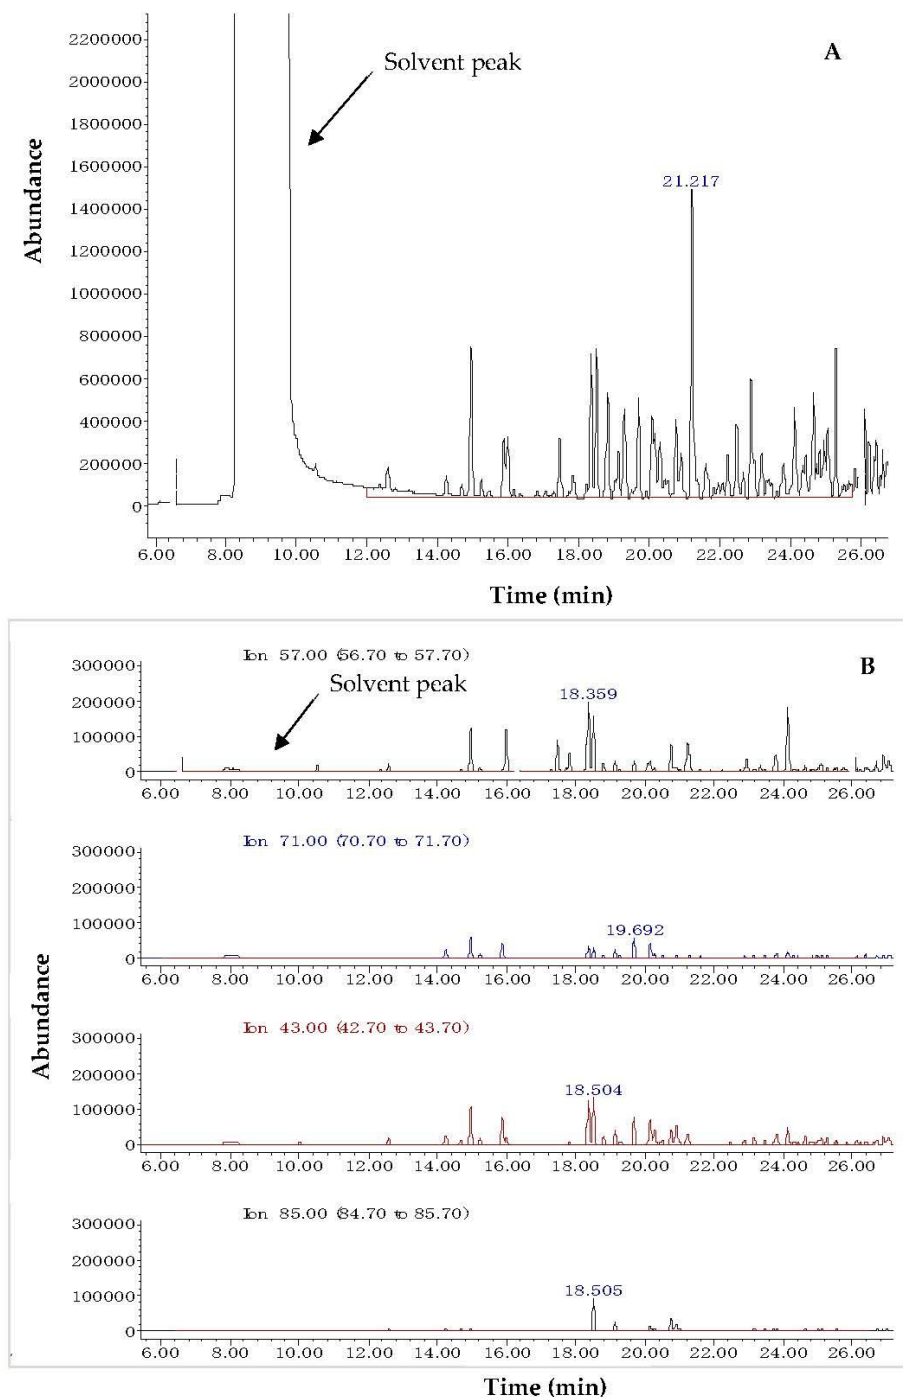 A
Solvent peak
Abundance
2200000
2000000
1800000
1600000
1400000
1200000
1000000
800000
600000
400000
200000
0
21.217
6.00 8.00 10.00 12.00 14.00 16.00 18.00 20.00 22.00 24.00 26.00
Time (min)
B
Ion 57.00 (56.70 to 57.70)
Solvent peak
18.359
300000
200000
100000
0
6.00 8.00 10.00 12.00 14.00 16.00 18.00 20.00 22.00 24.00 26.00
Ion 71.00 (70.70 to 71.70)
19.692
300000
200000
100000
0
6.00 8.00 10.00 12.00 14.00 16.00 18.00 20.00 22.00 24.00 26.00
Abundance
Ion 43.00 (42.70 to 43.70)
18.504
300000
200000
100000
0
6.00 8.00 10.00 12.00 14.00 16.00 18.00 20.00 22.00 24.00 26.00
Ion 85.00 (84.70 to 85.70)
18.505
300000
200000
100000
0
6.00 8.00 10.00 12.00 14.00 16.00 18.00 20.00 22.00 24.00 26.00
Time (min)